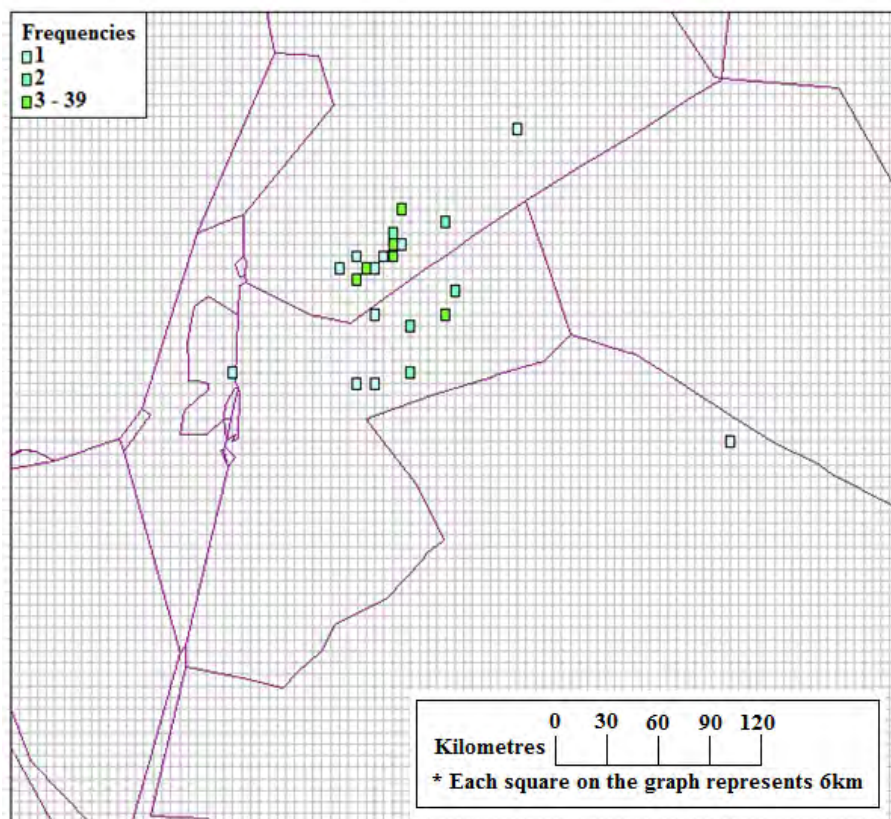 Frequencies
1
2
3 - 39
0 30 60 90 120
Kilometres
* Each square on the graph represents 6km